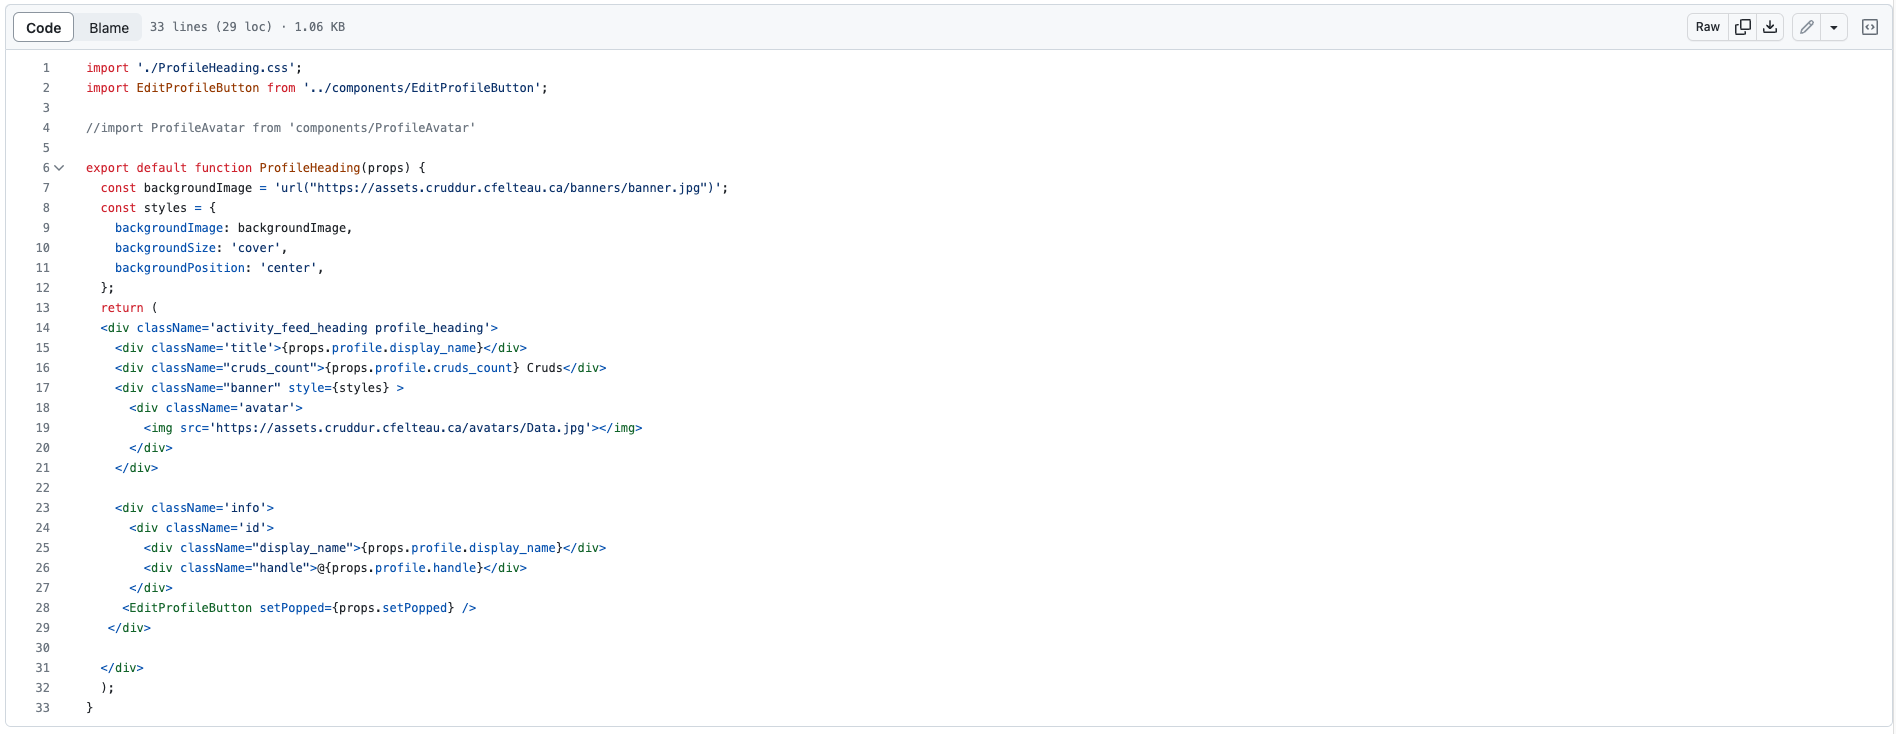 Code Blame 33 lines (29 loc) · 1.06 KB Raw
1 import './ProfileHeading.css';
2 import EditProfileButton from '../components/EditProfileButton';
3
4 //import ProfileAvatar from 'components/ProfileAvatar'
5
6 export default function ProfileHeading(props) {
7 const backgroundImage = 'url("https://assets.cruddur.cfelteau.ca/banners/banner.jpg")';
8 const styles = {
9 backgroundImage: backgroundImage,
10 backgroundSize: 'cover',
11 backgroundPosition: 'center',
12 };
13 return (
14 <div className='activity_feed_heading profile_heading'>
15 <div className='title'>{props.profile.display_name}</div>
16 <div className="cruds_count">{props.profile.cruds_count} Cruds</div>
17 <div className="banner" style={styles} >
18 <div className='avatar'>
19 <img src='https://assets.cruddur.cfelteau.ca/avatars/Data.jpg'></img>
20 </div>
21 </div>
22
23 <div className='info'>
24 <div className='id'>
25 <div className="display_name">{props.profile.display_name}</div>
26 <div className="handle">@{props.profile.handle}</div>
27 </div>
28 <EditProfileButton setPopped={props.setPopped} />
29 </div>
30
31 </div>
32 );
33 }